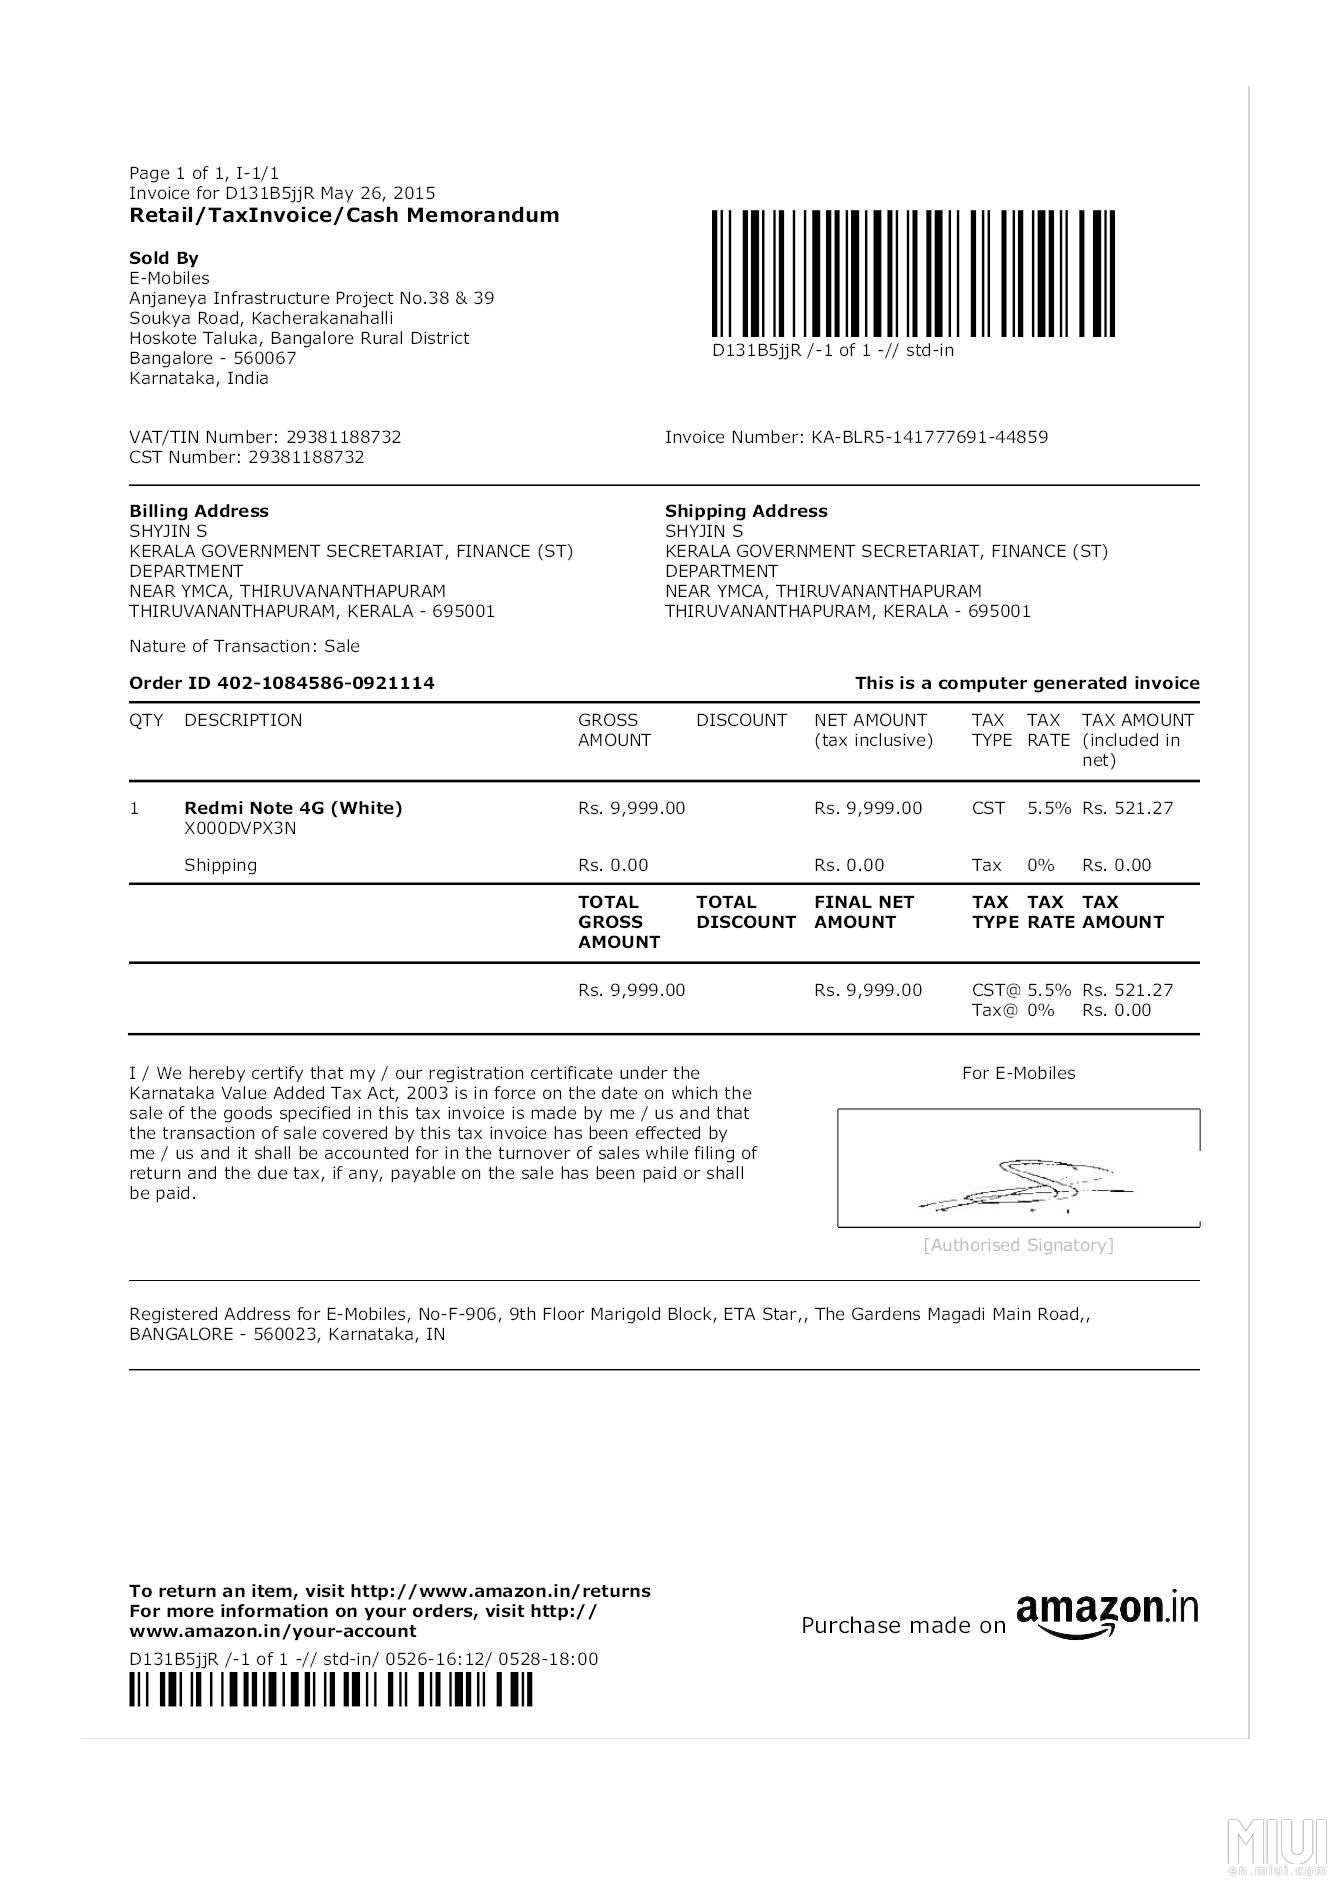 Page 1 of 1, I-1/1
Invoice for D131B5jjR May 26, 2015
Retail/TaxInvoice/Cash Memorandum
Sold By
E-Mobiles
Anjaneya Infrastructure Project No.38 & 39
Soukya Road, Kacherakanahalli
Hoskote Taluka, Bangalore Rural District
Bangalore - 560067
Karnataka, India
D131B5jjR /-1 of 1 -// std-in
VAT/TIN Number: 29381188732
CST Number: 29381188732
Invoice Number: KA-BLR5-141777691-44859
Billing Address
SHYJIN S
KERALA GOVERNMENT SECRETARIAT, FINANCE (ST)
DEPARTMENT
NEAR YMCA, THIRUVANANTHAPURAM
THIRUVANANTHAPURAM, KERALA - 695001
Shipping Address
SHYJIN S
KERALA GOVERNMENT SECRETARIAT, FINANCE (ST)
DEPARTMENT
NEAR YMCA, THIRUVANANTHAPURAM
THIRUVANANTHAPURAM, KERALA - 695001
Nature of Transaction: Sale
Order ID 402-1084586-0921114 This is a computer generated invoice
QTY DESCRIPTION GROSS DISCOUNT NET AMOUNT TAX TAX TAX AMOUNT
AMOUNT (tax inclusive) TYPE RATE (included in
net)
1 Redmi Note 4G (White) Rs. 9,999.00 Rs. 9,999.00 CST 5.5% Rs. 521.27
X000DVPX3N
Shipping Rs. 0.00 Rs. 0.00 Tax 0% Rs. 0.00
TOTAL TOTAL FINAL NET TAX TAX TAX
GROSS DISCOUNT AMOUNT TYPE RATE AMOUNT
AMOUNT
Rs. 9,999.00 Rs. 9,999.00 CST@ 5.5% Rs. 521.27
Tax@ 0% Rs. 0.00
I / We hereby certify that my / our registration certificate under the
Karnataka Value Added Tax Act, 2003 is in force on the date on which the
sale of the goods specified in this tax invoice is made by me / us and that
the transaction of sale covered by this tax invoice has been effected by
me / us and it shall be accounted for in the turnover of sales while filing of
return and the due tax, if any, payable on the sale has been paid or shall
be paid.
For E-Mobiles
[Authorised Signatory]
Registered Address for E-Mobiles, No-F-906, 9th Floor Marigold Block, ETA Star,, The Gardens Magadi Main Road,,
BANGALORE - 560023, Karnataka, IN
To return an item, visit http://www.amazon.in/returns
For more information on your orders, visit http://
www.amazon.in/your-account
Purchase made on amazon.in
D131B5jjR /-1 of 1 -// std-in/ 0526-16:12/ 0528-18:00
MIUI
en.miui.com